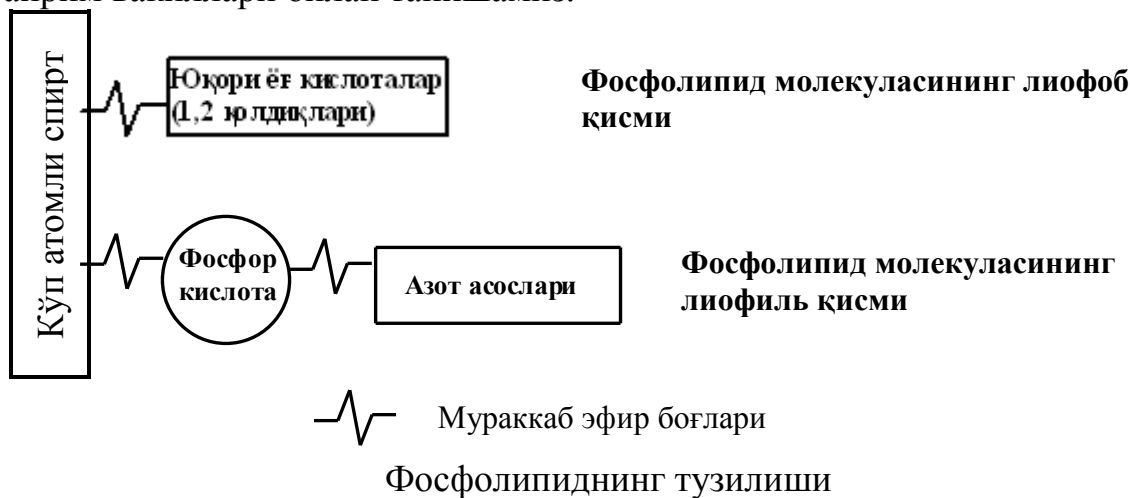 Кўп атомли спирт
Юқори ёғ кислоталар
(1,2 қолдиқлари)
Фосфолипид молекуласининг лиофоб
қисми
Фосфор
кислота
Азот асослари
Фосфолипид молекуласининг
лиофиль қисми
Мураккаб эфир боғлари
Фосфолипиднинг тузилиши